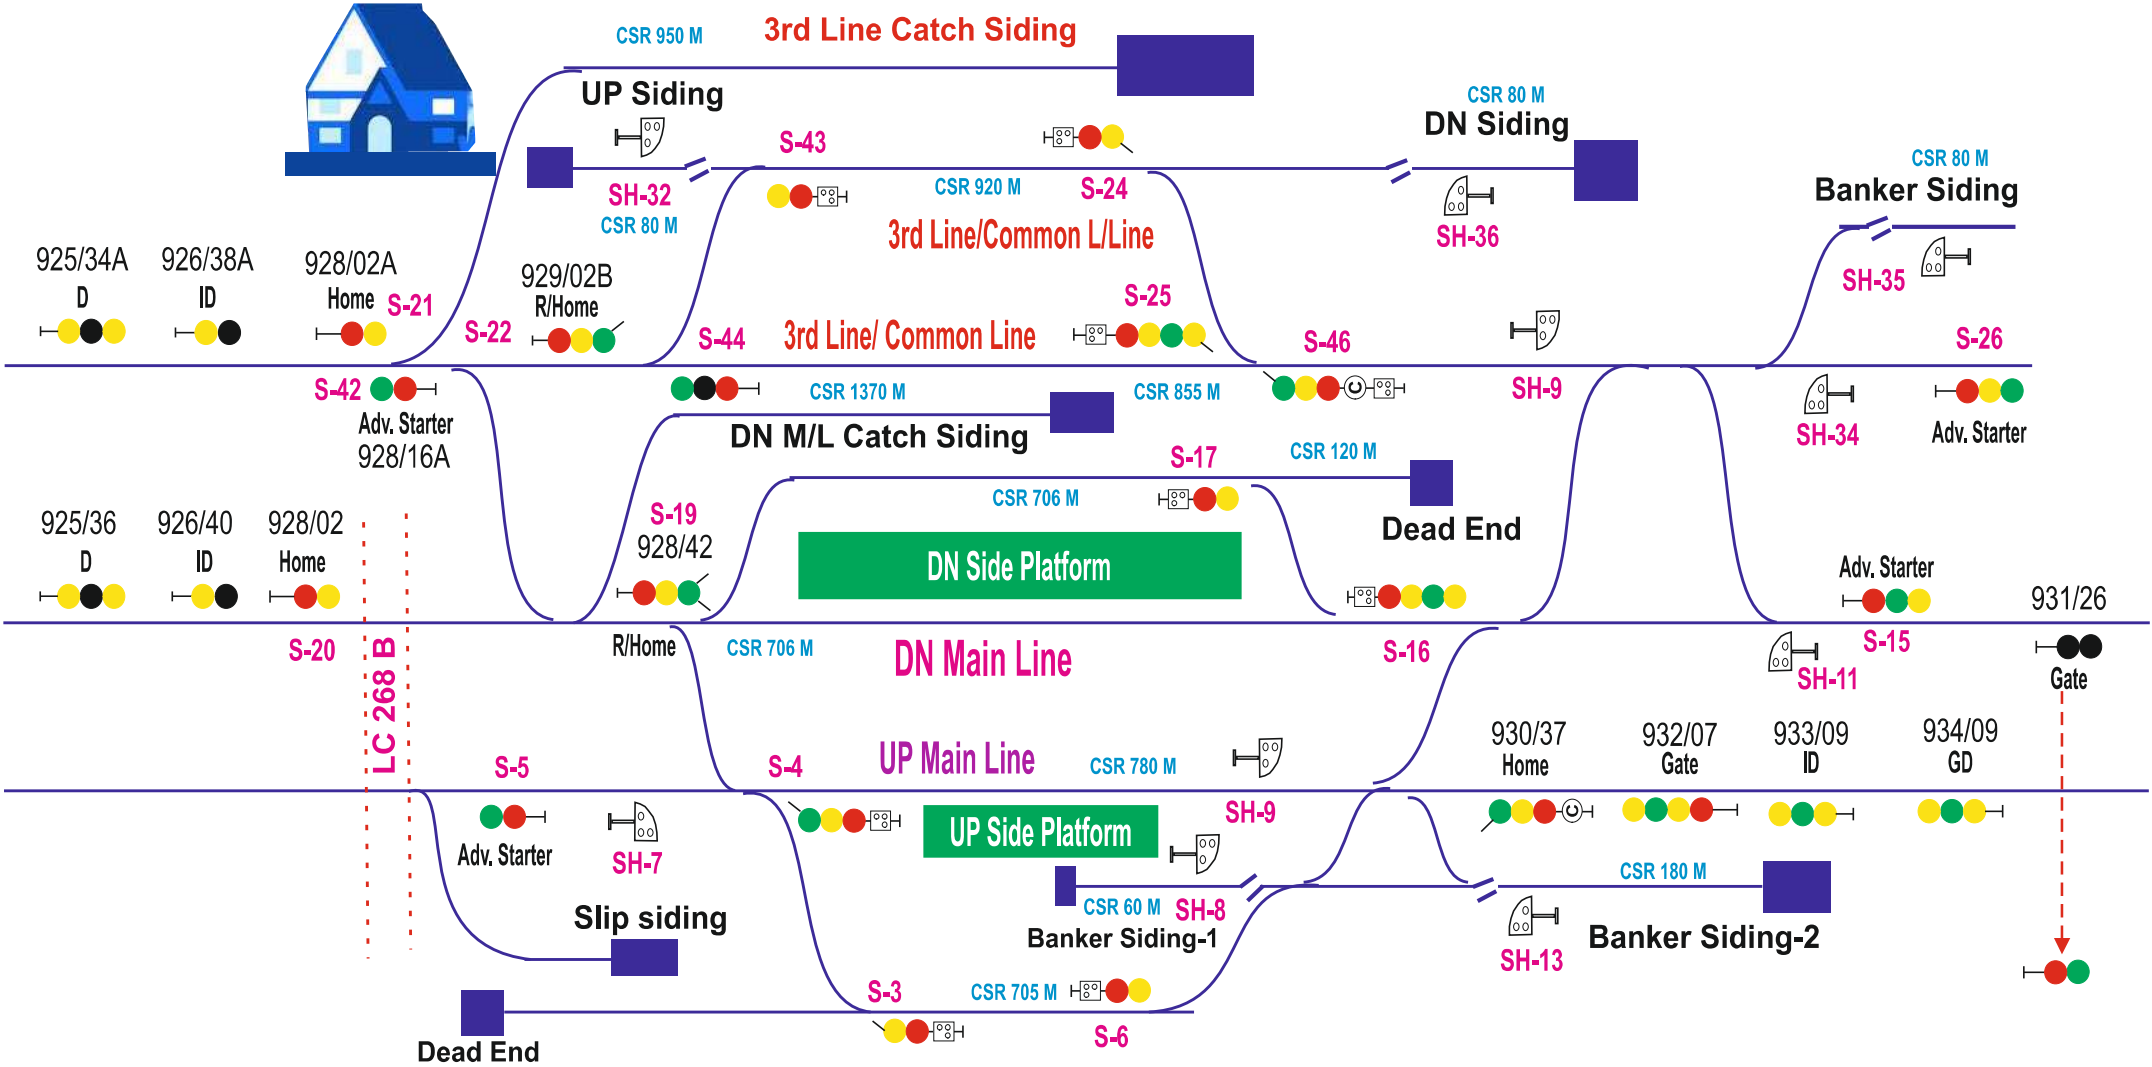 CSR 950 M
3rd Line Catch Siding
UP Siding
CSR 80 M
DN Siding
S-43
SH-32
CSR 80 M
CSR 920 M
S-24
3rd Line/Common L/Line
SH-36
CSR 80 M
Banker Siding
SH-35
925/34A
D
926/38A
ID
928/02A
Home
S-21
S-22
929/02B
R/Home
S-44
3rd Line/ Common Line
S-25
S-46
C
SH-9
S-26
Adv. Starter
SH-34
S-42
Adv. Starter
928/16A
CSR 1370 M
CSR 855 M
DN M/L Catch Siding
S-17
CSR 120 M
CSR 706 M
Dead End
925/36
D
926/40
ID
928/02
Home
S-20
LC 268 B
S-19
928/42
R/Home
DN Side Platform
CSR 706 M
DN Main Line
S-16
Adv. Starter
S-15
SH-11
931/26
Gate
S-5
Adv. Starter
SH-7
S-4
UP Main Line
CSR 780 M
SH-9
UP Side Platform
930/37
Home
C
932/07
Gate
933/09
ID
934/09
GD
CSR 60 M
SH-8
Banker Siding-1
CSR 180 M
SH-13
Banker Siding-2
Slip siding
Dead End
S-3
CSR 705 M
S-6